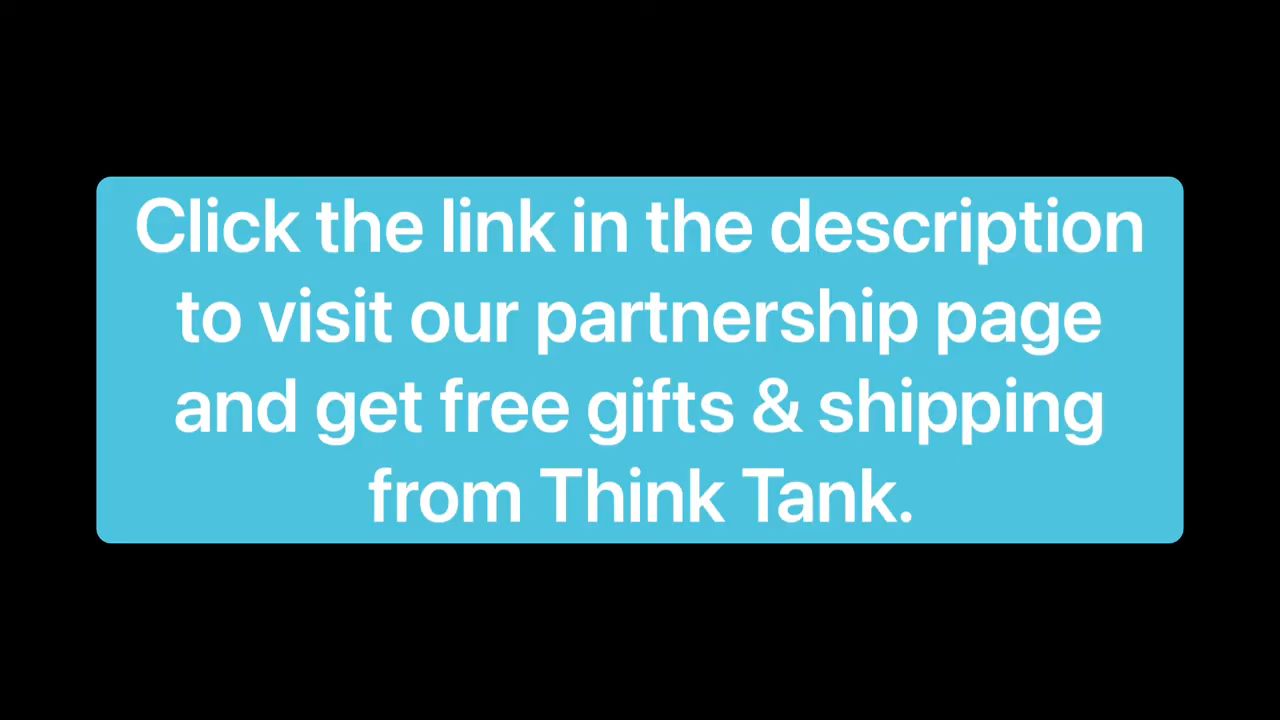 Click the link in the description
to visit our partnership page
and get free gifts & shipping
from Think Tank.